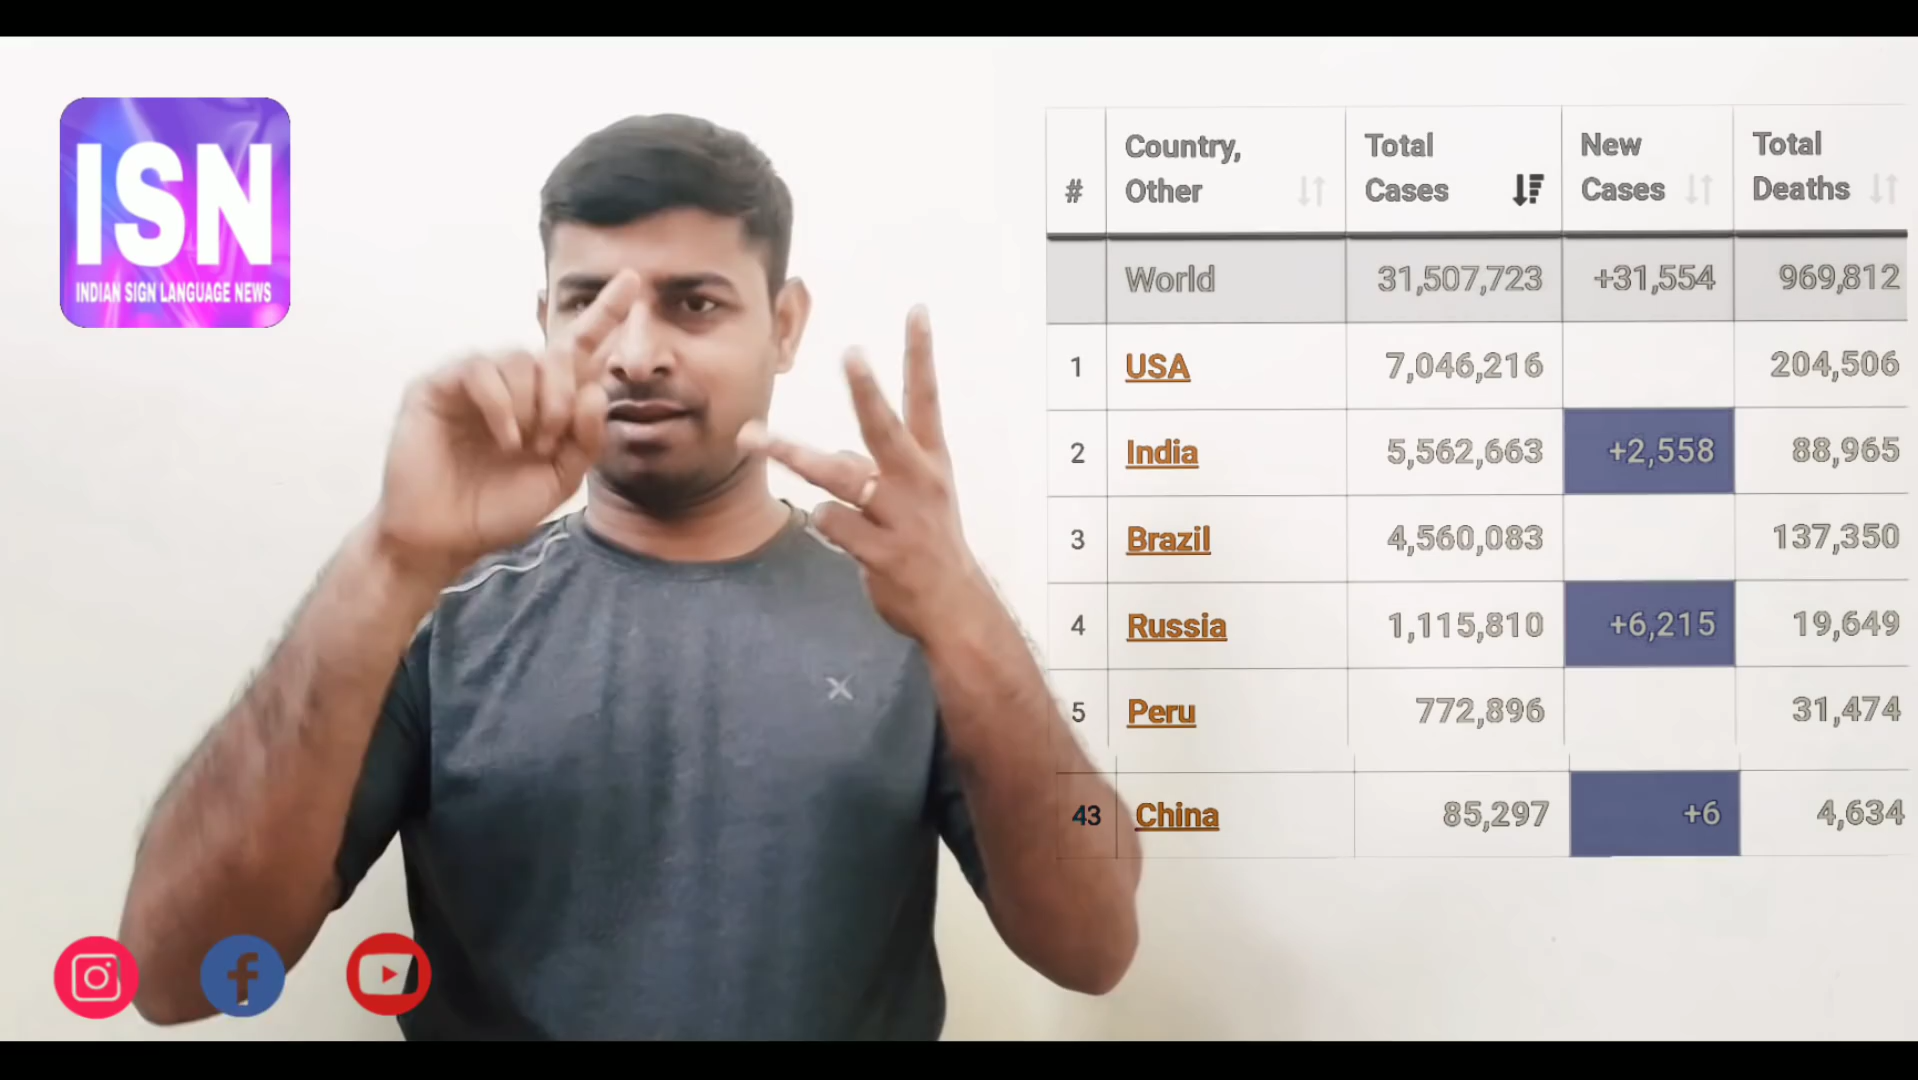 ISN
INDIAN SIGN LANGUAGE NEWS
# Country, Other Total Cases New Cases Total Deaths
World 31,507,723 +31,554 969,812
1 USA 7,046,216 204,506
2 India 5,562,663 +2,558 88,965
3 Brazil 4,560,083 137,350
4 Russia 1,115,810 +6,215 19,649
5 Peru 772,896 31,474
43 China 85,297 +6 4,634